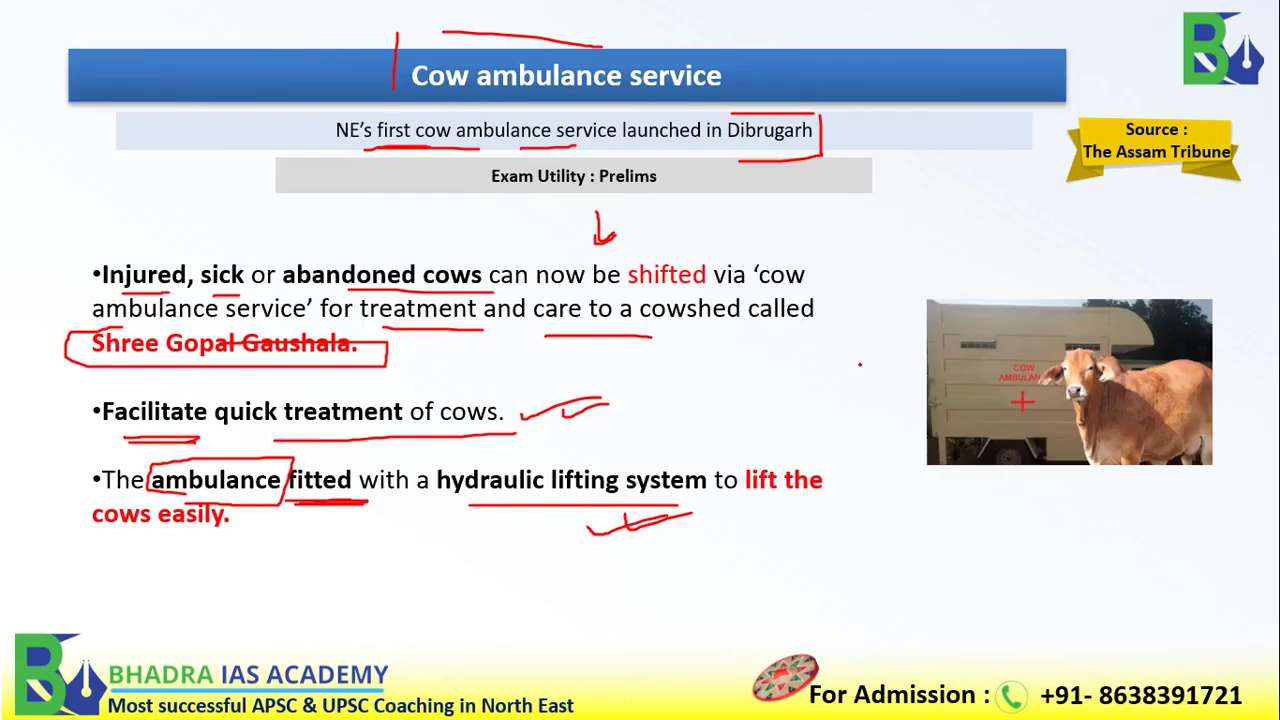 Cow ambulance service
NE’s first cow ambulance service launched in Dibrugarh
Source :
The Assam Tribune
Exam Utility : Prelims
•Injured, sick or abandoned cows can now be shifted via ‘cow
ambulance service’ for treatment and care to a cowshed called
Shree Gopal Gaushala.
COW
AMBULAN
•Facilitate quick treatment of cows.
•The ambulance fitted with a hydraulic lifting system to lift the
cows easily.
BHADRA IAS ACADEMY
Most successful APSC & UPSC Coaching in North East
For Admission : +91- 8638391721